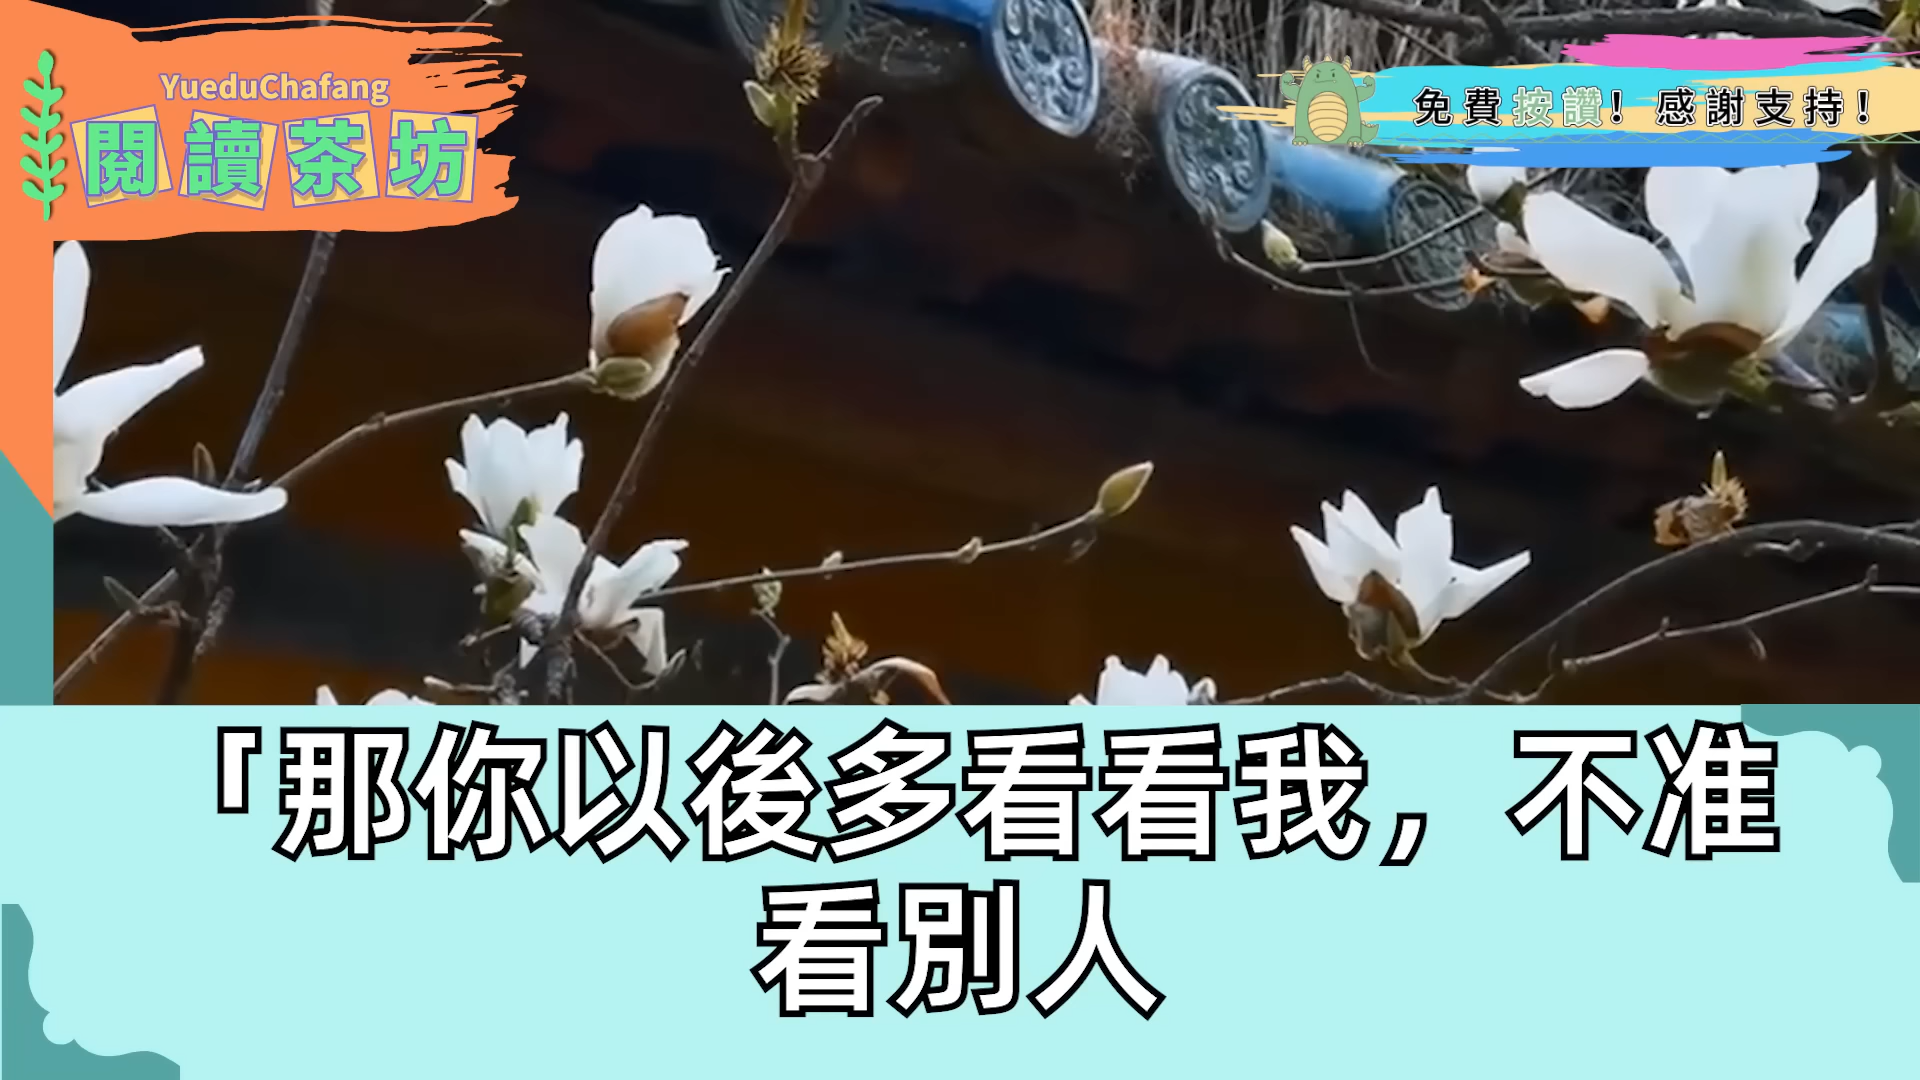 YueduChafang
閱讀茶坊
免費按讚！感謝支持！
「那你以後多看看我，不准
看別人